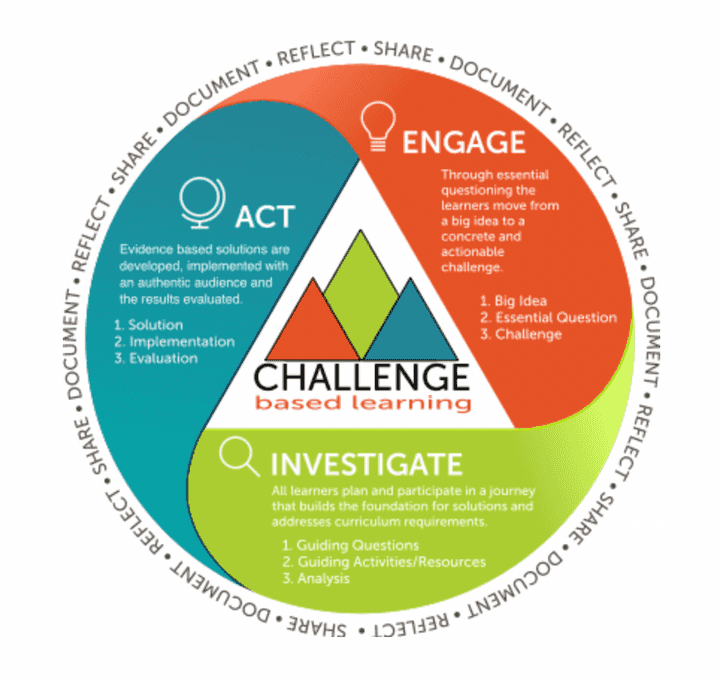 REFLECT • SHARE • DOCUMENT • REFLECT • SHARE • DOCUMENT • REFLECT • SHARE • DOCUMENT • REFLECT • SHARE • DOCUMENT • REFLECT • SHARE • DOCUMENT • REFLECT • SHARE • DOCUMENT •
ENGAGE
Through essential
questioning the
learners move from
a big idea to a
concrete and
actionable
challenge.
1. Big Idea
2. Essential Question
3. Challenge
ACT
Evidence based solutions are
developed, implemented with
an authentic audience and
the results evaluated.
1. Solution
2. Implementation
3. Evaluation
CHALLENGE
based learning
INVESTIGATE
All learners plan and participate in a journey
that builds the foundation for solutions and
addresses curriculum requirements.
1. Guiding Questions
2. Guiding Activities/Resources
3. Analysis